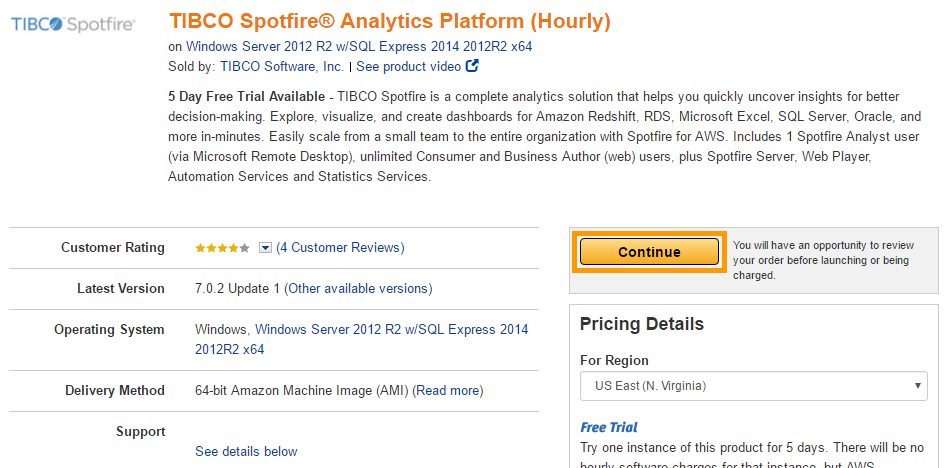 TIBCO Spotfire®
TIBCO Spotfire® Analytics Platform (Hourly)
on Windows Server 2012 R2 w/SQL Express 2014 2012R2 x64
Sold by: TIBCO Software, Inc. | See product video
5 Day Free Trial Available - TIBCO Spotfire is a complete analytics solution that helps you quickly uncover insights for better
decision-making. Explore, visualize, and create dashboards for Amazon Redshift, RDS, Microsoft Excel, SQL Server, Oracle, and
more in-minutes. Easily scale from a small team to the entire organization with Spotfire for AWS. Includes 1 Spotfire Analyst user
(via Microsoft Remote Desktop), unlimited Consumer and Business Author (web) users, plus Spotfire Server, Web Player,
Automation Services and Statistics Services.
Customer Rating
(4 Customer Reviews)
Latest Version
7.0.2 Update 1 (Other available versions)
Operating System
Windows, Windows Server 2012 R2 w/SQL Express 2014
2012R2 x64
Delivery Method
64-bit Amazon Machine Image (AMI) (Read more)
Support
See details below
Continue
You will have an opportunity to review
your order before launching or being
charged.
Pricing Details
For Region
US East (N. Virginia)
Free Trial
Try one instance of this product for 5 days. There will be no
hourly software charges for that instance, but AWS